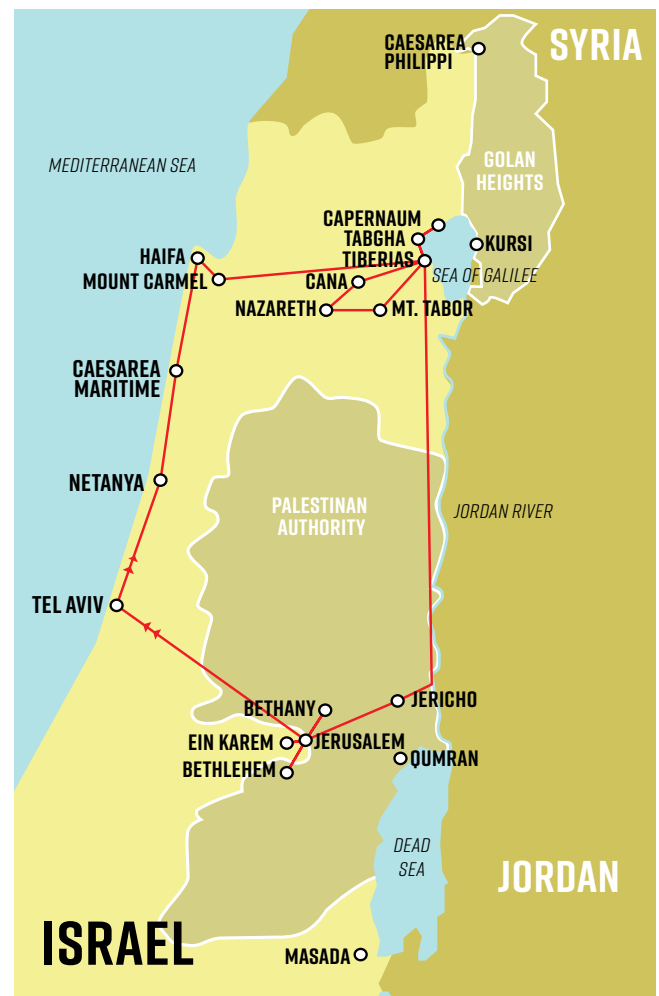 CAESAREA
PHILIPPI
SYRIA
MEDITERRANEAN SEA
GOLAN
HEIGHTS
CAPERNAUM
TABGHA
KURSI
HAIFA
TIBERIAS
MOUNT CARMEL
CANA
SEA OF GALILEE
NAZARETH
MT. TABOR
CAESAREA
MARITIME
NETANYA
PALESTINAN
AUTHORITY
JORDAN RIVER
TEL AVIV
BETHANY
JERICHO
EIN KAREM
JERUSALEM
BETHLEHEM
QUMRAN
DEAD
SEA
JORDAN
ISRAEL
MASADA